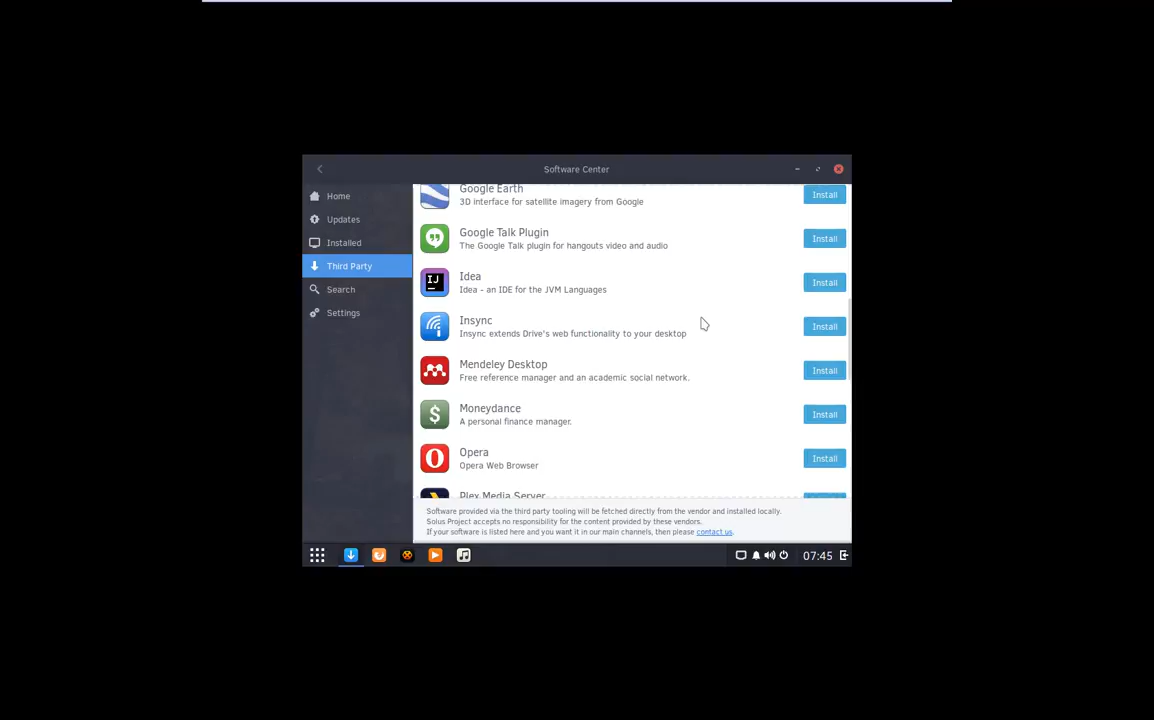 Software Center
Home
Updates
Installed
Third Party
Search
Settings
Google Earth
3D interface for satellite imagery from Google
Install
Google Talk Plugin
The Google Talk plugin for hangouts video and audio
Install
IJ
Idea
Idea - an IDE for the JVM Languages
Install
Insync
Insync extends Drive's web functionality to your desktop
Install
Mendeley Desktop
Free reference manager and an academic social network.
Install
$
Moneydance
A personal finance manager.
Install
Opera
Opera Web Browser
Install
Plex Media Server
Software provided via the third party tooling will be fetched directly from the vendor and installed locally.
Solus Project accepts no responsibility for the content provided by these vendors.
If your software is listed here and you want it in our main channels, then please contact us.
07:45